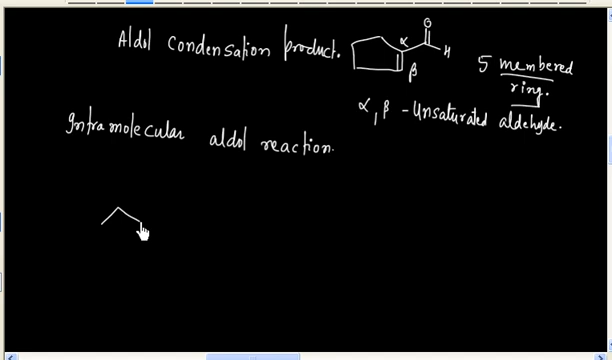 O
Aldol Condensation product. α H 5 membered
β ring.
α, β - Unsaturated aldehyde.
Intramolecular aldol reaction.